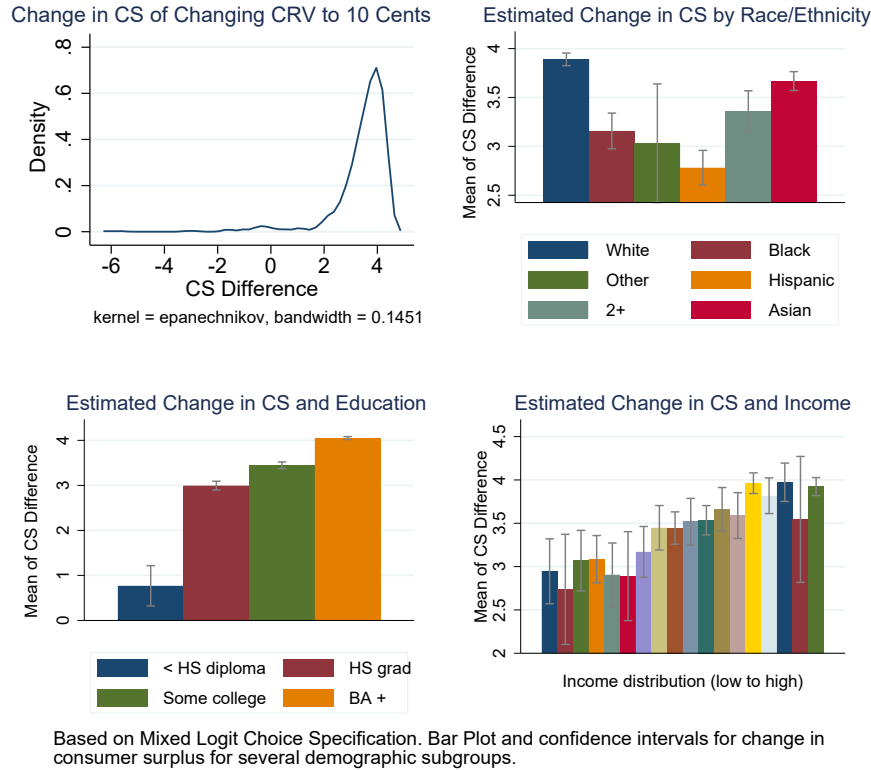 Change in CS of Changing CRV to 10 Cents
Density
.8
.6
.4
.2
0
-6 -4 -2 0 2 4
CS Difference
kernel = epanechnikov, bandwidth = 0.1451
Estimated Change in CS by Race/Ethnicity
Mean of CS Difference
4
3.5
3
2.5
White Black
Other Hispanic
2+ Asian
Estimated Change in CS and Education
Mean of CS Difference
4
3
2
1
0
< HS diploma HS grad
Some college BA +
Estimated Change in CS and Income
Mean of CS Difference
4.5
4
3.5
3
2.5
2
Income distribution (low to high)
Based on Mixed Logit Choice Specification. Bar Plot and confidence intervals for change in
consumer surplus for several demographic subgroups.